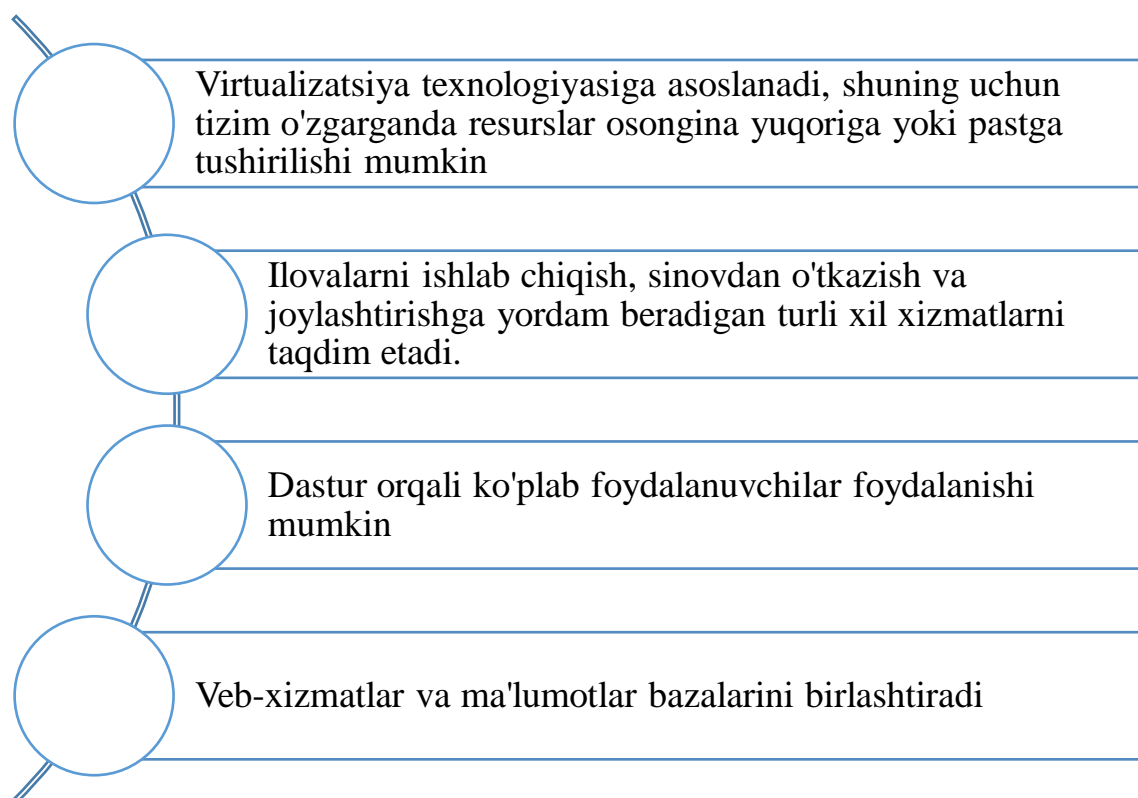 Virtualizatsiya texnologiyasiga asoslanadi, shuning uchun
tizim o'zgarganda resurslar osongina yuqoriga yoki pastga
tushirilishi mumkin
Ilovalarni ishlab chiqish, sinovdan o'tkazish va
joylashtirishga yordam beradigan turli xil xizmatlarni
taqdim etadi.
Dastur orqali ko'plab foydalanuvchilar foydalanishi
mumkin
Veb-xizmatlar va ma'lumotlar bazalarini birlashtiradi